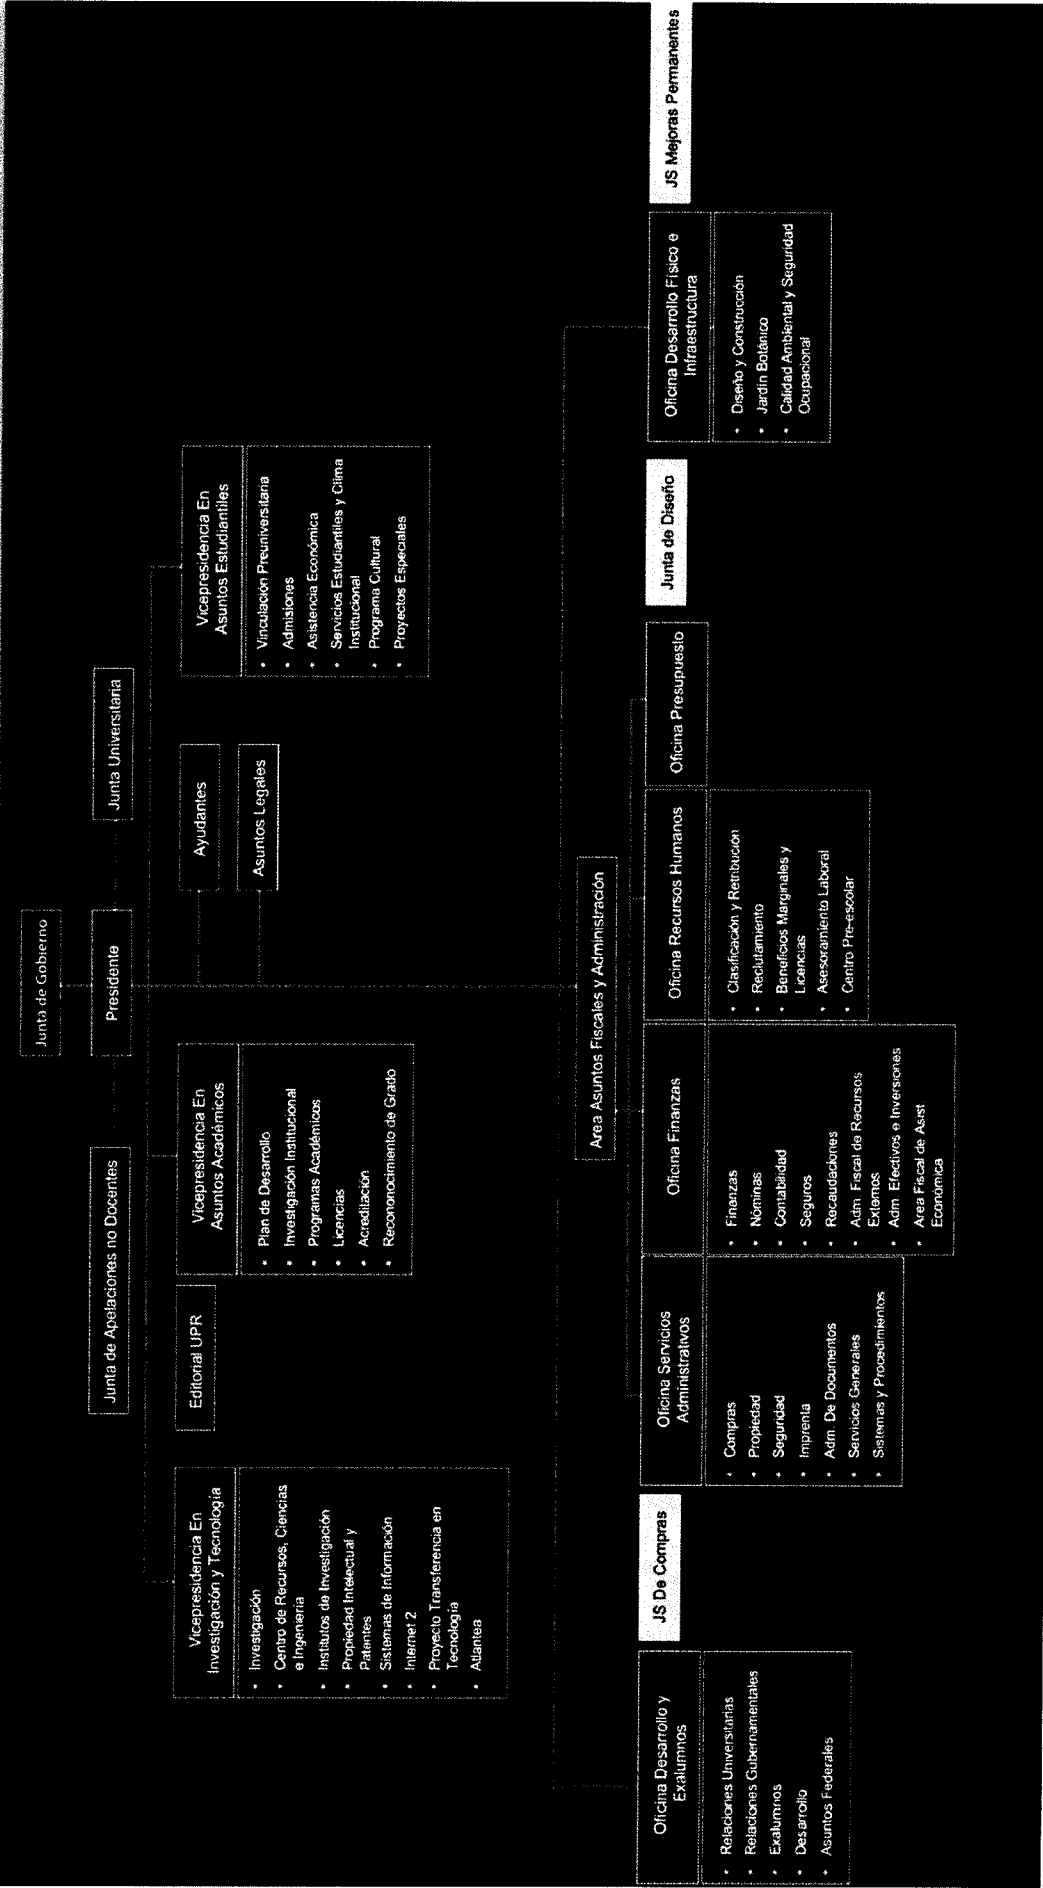 Junta de Gobierno
Junta de Apelaciones no Docentes
Presidente
Junta Universitaria
Vicepresidencia En
Investigación y Tecnología
• Investigación
• Centro de Recursos, Ciencias
e Ingeniería
• Institutos de Investigación
• Propiedad Intelectual y
Patentes
• Sistemas de Información
• Internet 2
• Proyecto Transferencia en
Tecnología
• Atlantea
Editorial UPR
Vicepresidencia En
Asuntos Académicos
• Plan de Desarrollo
• Investigación Institucional
• Programas Académicos
• Licencias
• Acreditación
• Reconocimiento de Grado
Ayudantes
Asuntos Legales
Vicepresidencia En
Asuntos Estudiantiles
• Vinculación Preuniversitaria
• Admisiones
• Asistencia Económica
• Servicios Estudiantiles y Clima
Institucional
• Programa Cultural
• Proyectos Especiales
Area Asuntos Fiscales y Administración
Oficina Desarrollo y
Exalumnos
• Relaciones Universitarias
• Relaciones Gubernamentales
• Exalumnos
• Desarrollo
• Asuntos Federales
JS De Compras
Oficina Servicios
Administrativos
• Compras
• Propiedad
• Seguridad
• Imprenta
• Adm. De Documentos
• Servicios Generales
• Sistemas y Procedimientos
Oficina Finanzas
• Finanzas
• Nóminas
• Contabilidad
• Seguros
• Recaudaciones
• Adm. Fiscal de Recursos
Externos
• Adm. Efectivos e Inversiones
• Area Fiscal de Asist
Económica
Oficina Recursos Humanos
• Clasificación y Retribución
• Reclutamiento
• Beneficios Marginales y
Licencias
• Asesoramiento Laboral
• Centro Pre-escolar
Oficina Presupuesto
Junta de Diseño
Oficina Desarrollo Físico e
Infraestructura
• Diseño y Construcción
• Jardín Botánico
• Calidad Ambiental y Seguridad
Ocupacional
JS Mejoras Permanentes